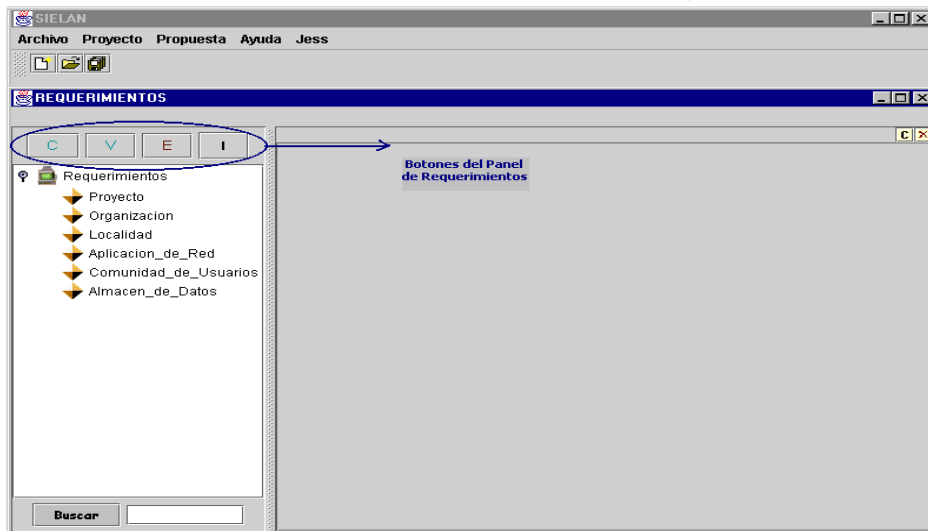 SIELAN
Archivo Proyecto Propuesta Ayuda Jess
REQUERIMIENTOS
C V E I
C
Botones del Panel
de Requerimientos
Requerimientos
Proyecto
Organizacion
Localidad
Aplicacion_de_Red
Comunidad_de_Usuarios
Almacen_de_Datos
Buscar